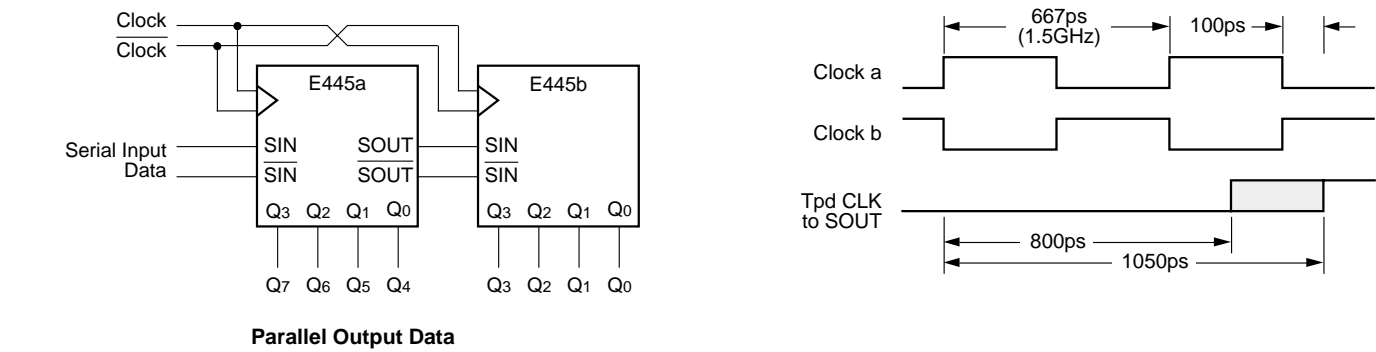 Clock
Clock
E445a
E445b
Serial Input
Data
SIN
SIN
SOUT
SOUT
SIN
SIN
Q3 Q2 Q1 Q0
Q3 Q2 Q1 Q0
Q7 Q6 Q5 Q4
Q3 Q2 Q1 Q0
Parallel Output Data
667ps
(1.5GHz)
100ps
Clock a
Clock b
Tpd CLK
to SOUT
800ps
1050ps